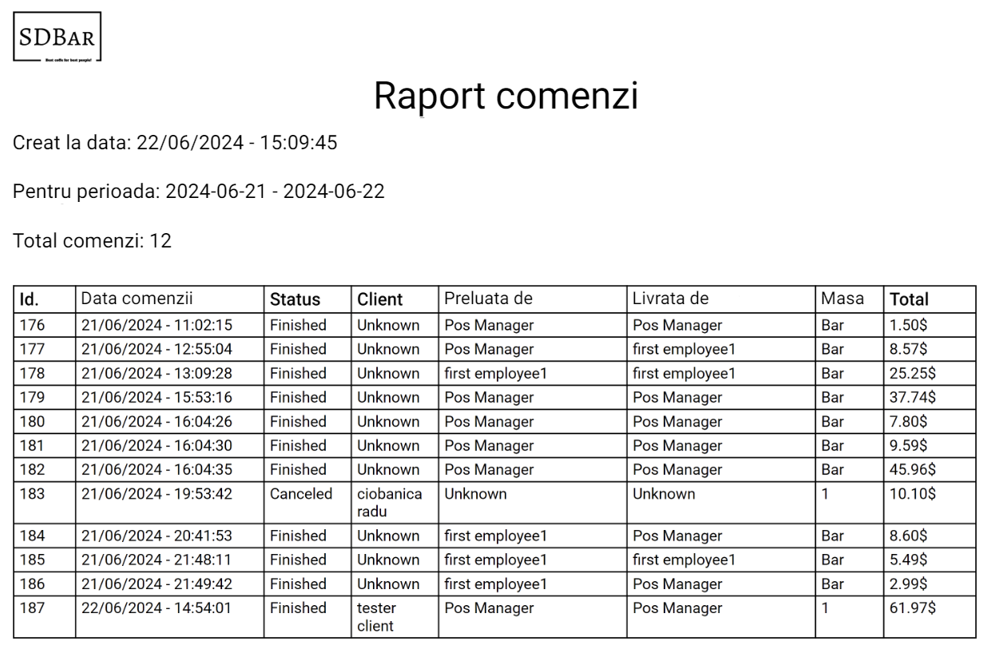 SDBAR
Best coffe for best people!
Raport comenzi
Creat la data: 22/06/2024 - 15:09:45
Pentru perioada: 2024-06-21 - 2024-06-22
Total comenzi: 12
Id. Data comenzii Status Client Preluata de Livrata de Masa Total
176 21/06/2024 - 11:02:15 Finished Unknown Pos Manager Pos Manager Bar 1.50$
177 21/06/2024 - 12:55:04 Finished Unknown Pos Manager first employee1 Bar 8.57$
178 21/06/2024 - 13:09:28 Finished Unknown first employee1 first employee1 Bar 25.25$
179 21/06/2024 - 15:53:16 Finished Unknown Pos Manager Pos Manager Bar 37.74$
180 21/06/2024 - 16:04:26 Finished Unknown Pos Manager Pos Manager Bar 7.80$
181 21/06/2024 - 16:04:30 Finished Unknown Pos Manager Pos Manager Bar 9.59$
182 21/06/2024 - 16:04:35 Finished Unknown Pos Manager Pos Manager Bar 45.96$
183 21/06/2024 - 19:53:42 Canceled ciobanica Unknown Unknown 1 10.10$
radu
184 21/06/2024 - 20:41:53 Finished Unknown first employee1 Pos Manager Bar 8.60$
185 21/06/2024 - 21:48:11 Finished Unknown first employee1 first employee1 Bar 5.49$
186 21/06/2024 - 21:49:42 Finished Unknown first employee1 Pos Manager Bar 2.99$
187 22/06/2024 - 14:54:01 Finished tester Pos Manager Pos Manager 1 61.97$
client